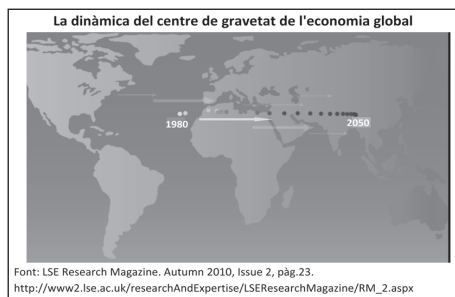 La dinàmica del centre de gravetat de l'economia global
1980
2050
Font: LSE Research Magazine. Autumn 2010, Issue 2, pàg.23.
http://www2.lse.ac.uk/researchAndExpertise/LSEResearchMagazine/RM_2.aspx